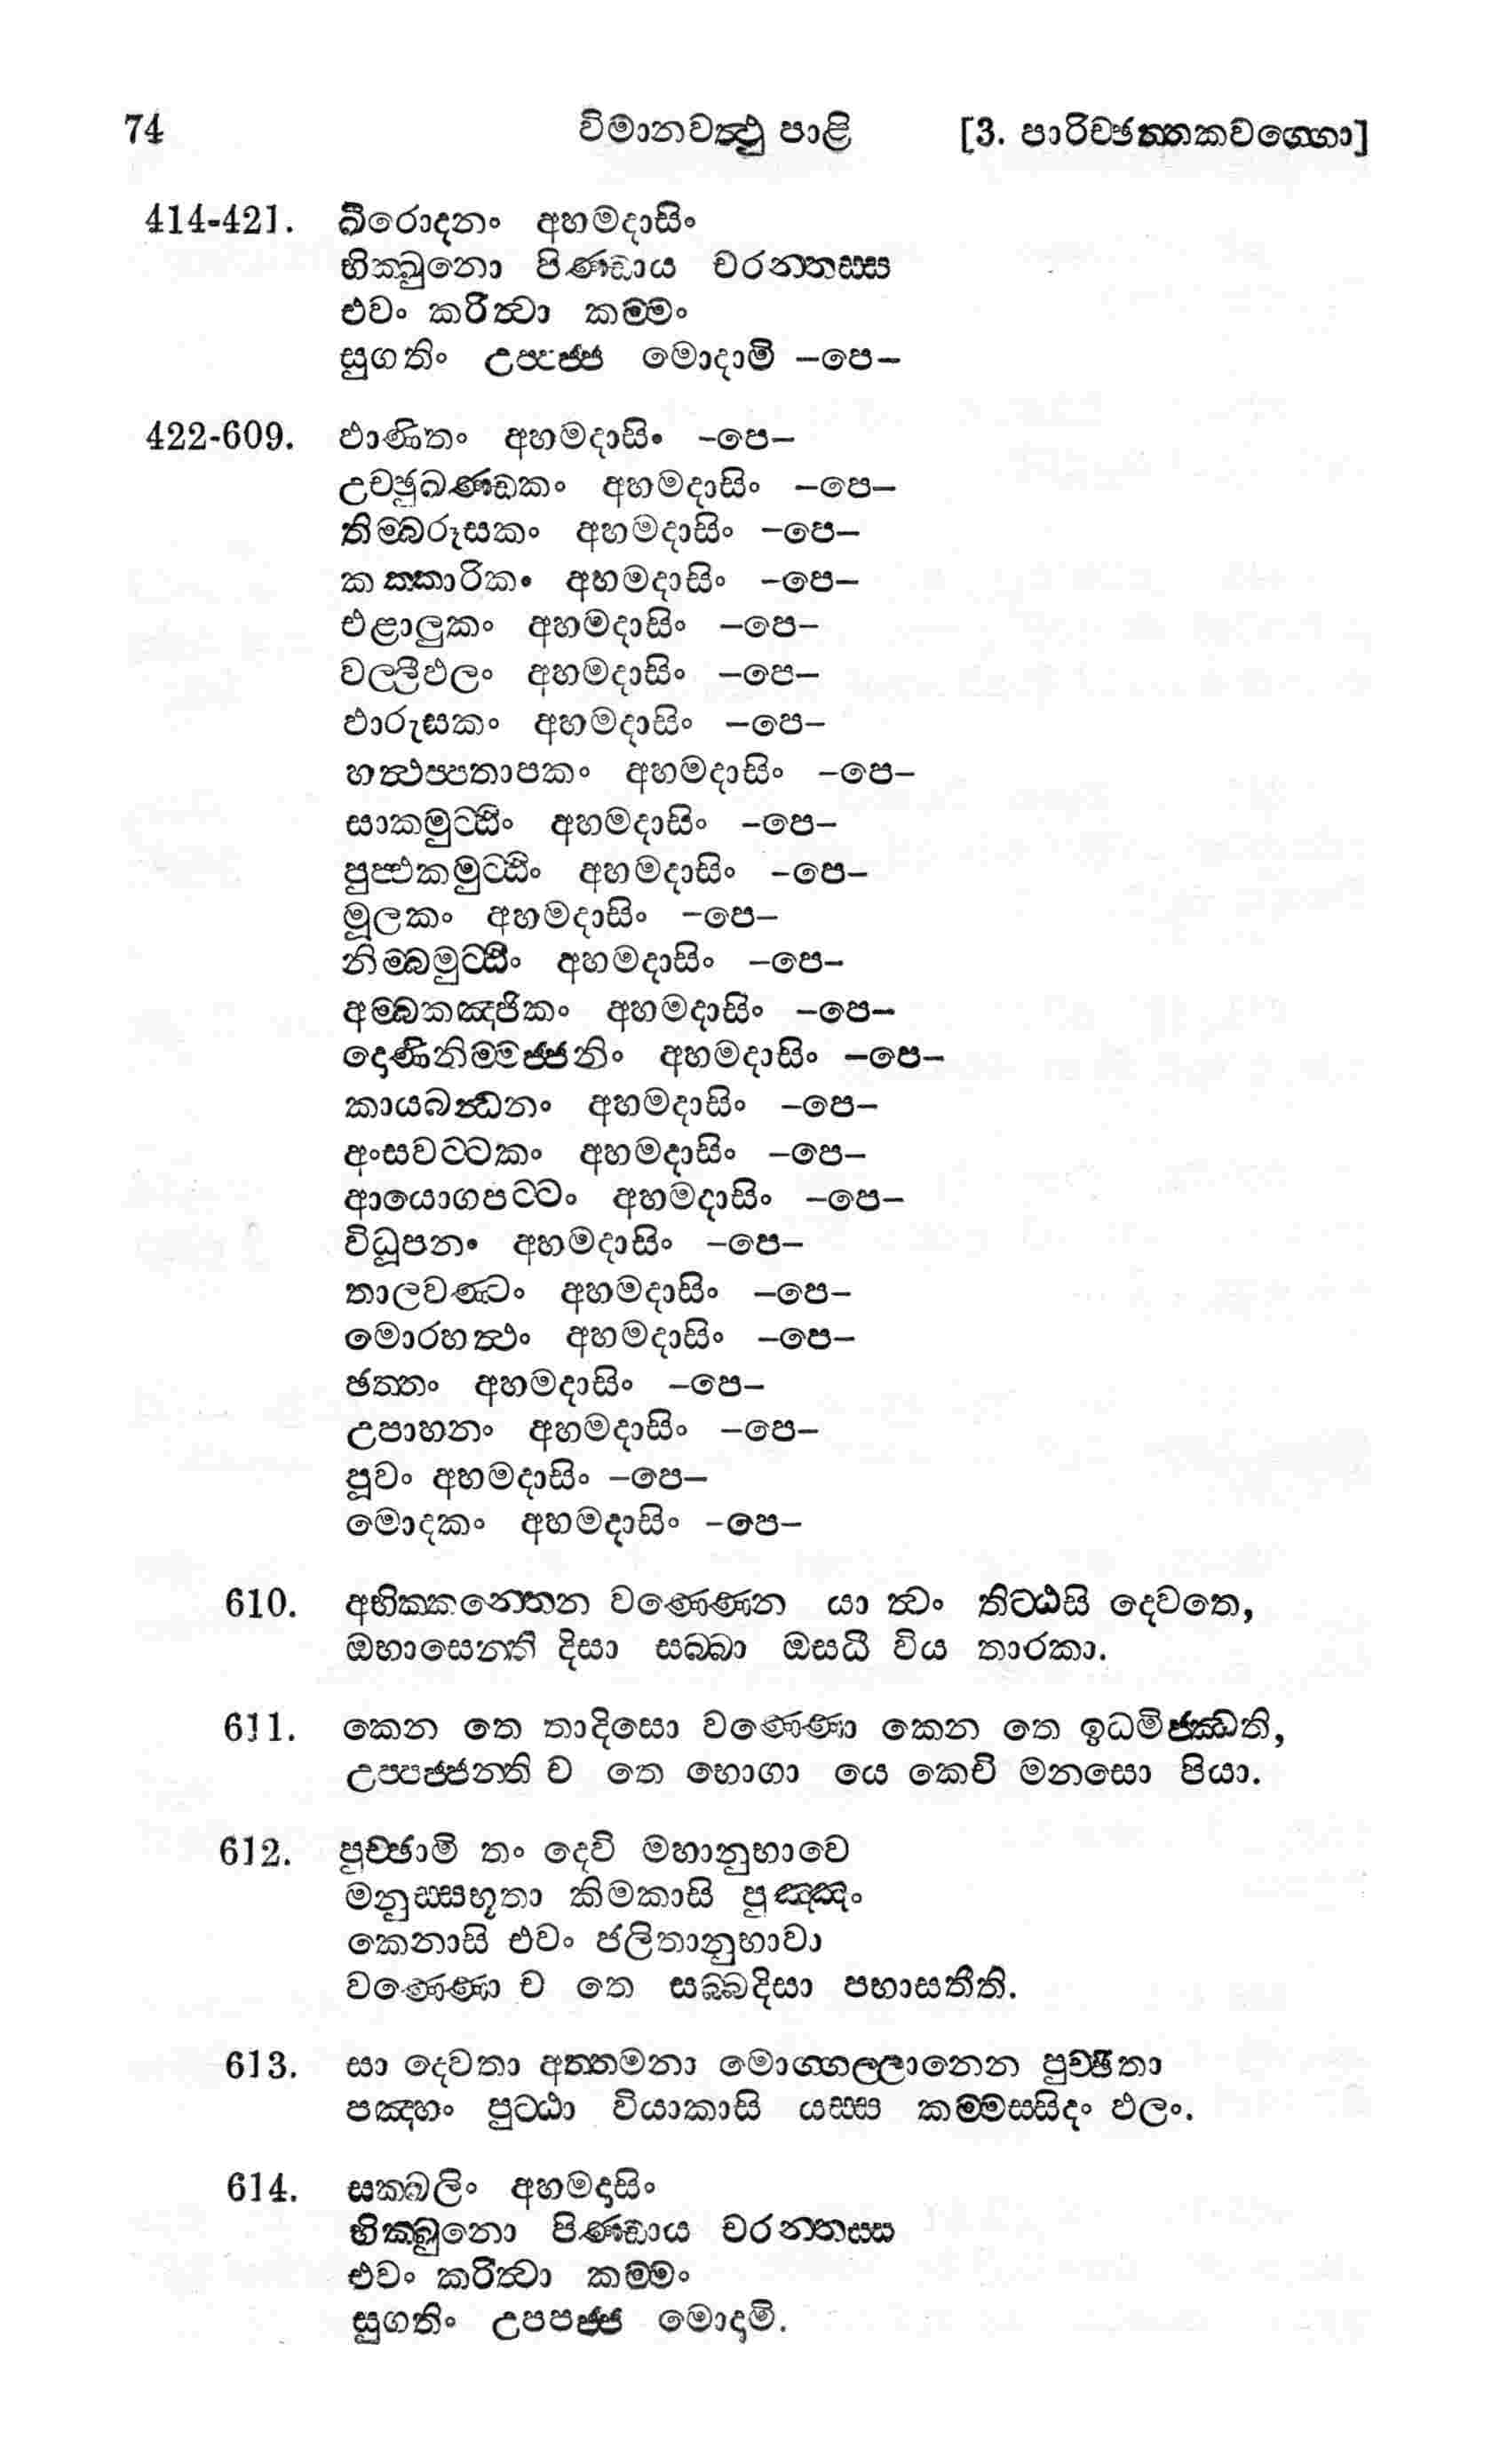 74 විමානවත්‍ථු පාළි [3. පාරිච්ඡත්තකවග්ගො]
414-421. ඛීරොදනං අහමදාසිං
භික්ඛුනො පිණ්ඩාය චරන්තස්ස
එවං කරිත්‍වා කම්මං
සුගතිං උප්පජ්ජ මොදාමි –පෙ–
422-609. ඵාණිතං අහමදාසිං –පෙ–
උච්ඡුඛණ්ඩකං අහමදාසිං –පෙ–
තිම්බරූසකං අහමදාසිං –පෙ–
කක්කාරිකං අහමදාසිං –පෙ–
එළාලුකං අහමදාසිං –පෙ–
වල්ලිඵලං අහමදාසිං –පෙ–
ඵාරුසකං අහමදාසිං –පෙ–
හත්‍ථප්පතාපකං අහමදාසිං –පෙ–
සාකමුට්ඨිං අහමදාසිං –පෙ–
පුප්ඵකමුට්ඨිං අහමදාසිං –පෙ–
මූලකං අහමදාසිං –පෙ–
නිම්බමුට්ඨිං අහමදාසිං –පෙ–
අම්බකඤ්ජිකං අහමදාසිං –පෙ–
දොණිනිම්මජ්ජනිං අහමදාසිං –පෙ–
කායබන්‍ධනං අහමදාසිං –පෙ–
අංසවට්ටකං අහමදාසිං –පෙ–
ආයොගපට්ටං අහමදාසිං –පෙ–
විධූපනං අහමදාසිං –පෙ–
තාලවණ්ටං අහමදාසිං –පෙ–
මොරහත්‍ථං අහමදාසිං –පෙ–
ඡත්තං අහමදාසිං –පෙ–
උපාහනං අහමදාසිං –පෙ–
පූවං අහමදාසිං –පෙ–
මොදකං අහමදාසිං –පෙ–
610. අභික්කන්තෙන වණ්ණෙන යා ත්‍වං තිට්ඨසි දෙවතෙ,
ඔභාසෙන්ති දිසා සබ්බා ඔසධී විය තාරකා.
611. කෙන තෙ තාදිසො වණ්ණො කෙන තෙ ඉධමිජ්ඣති,
උප්පජ්ජන්ති ච තෙ භොගා යෙ කෙචි මනසො පියා.
612. පුච්ඡාමි තං දෙවි මහානුභාවෙ
මනුස්සභූතා කිමකාසි පුඤ්ඤං
කෙනාසි එවං ජලිතානුභාවා
වණ්ණො ච තෙ සබ්බදිසා පභාසතීති.
613. සා දෙවතා අත්තමනා මොග්ගල්ලානෙන පුච්ඡිතා
පඤ්හං පුට්ඨා වියාකාසි යස්ස කම්මස්සිදං ඵලං.
614. සක්ඛලිං අහමදාසිං
භික්ඛුනො පිණ්ඩාය චරන්තස්ස
එවං කරිත්‍වා කම්මං
සුගතිං උපපජ්ජ මොදාමි.